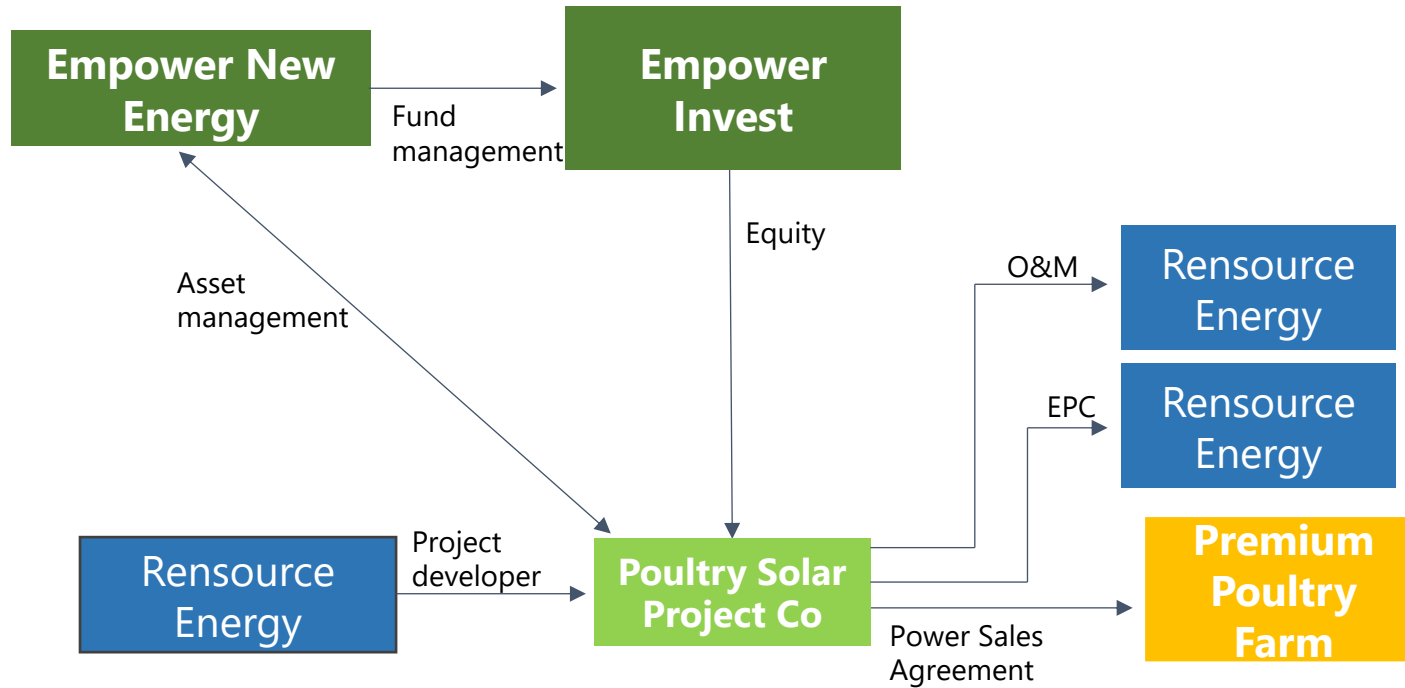 Empower New
Energy
Fund
management
Empower
Invest
Equity
Asset
management
O&M
Rensource
Energy
EPC
Rensource
Energy
Rensource
Energy
Project
developer
Poultry Solar
Project Co
Power Sales
Agreement
Premium
Poultry
Farm